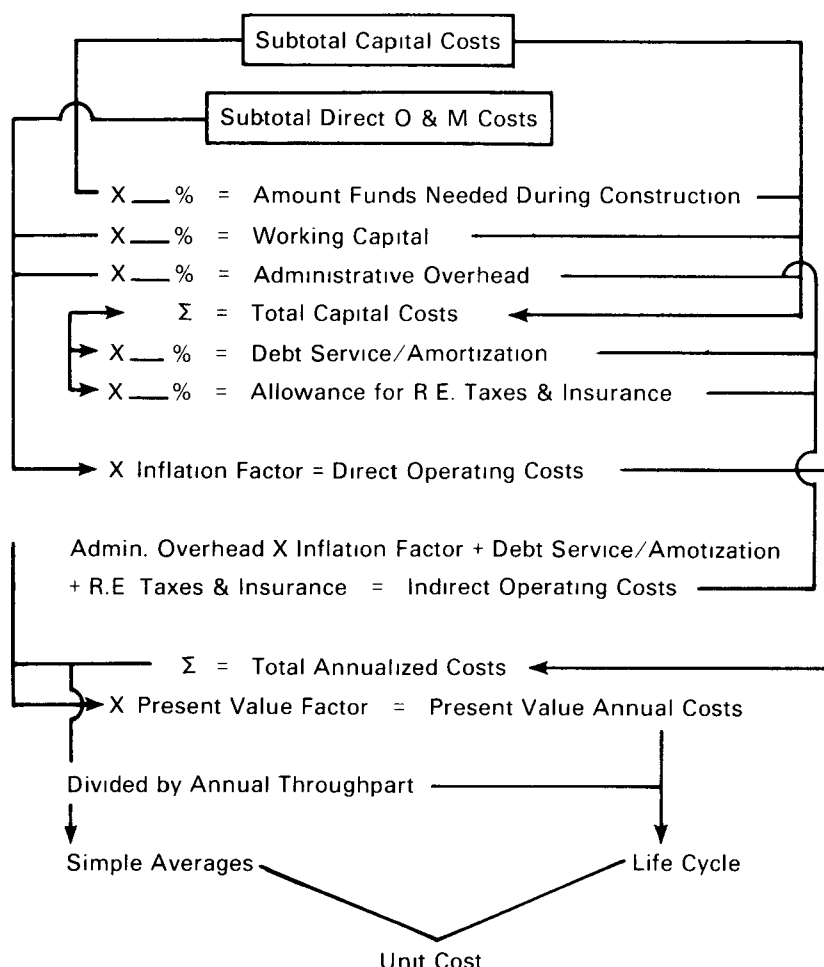 Subtotal Capital Costs
Subtotal Direct O & M Costs
X ___ % = Amount Funds Needed During Construction
X ___ % = Working Capital
X ___ % = Administrative Overhead
Σ = Total Capital Costs
X ___ % = Debt Service/Amortization
X ___ % = Allowance for R E. Taxes & Insurance
X Inflation Factor = Direct Operating Costs
Admin. Overhead X Inflation Factor + Debt Service/Amotization
+ R.E Taxes & Insurance = Indirect Operating Costs
Σ = Total Annualized Costs
X Present Value Factor = Present Value Annual Costs
Divided by Annual Throughpart
Simple Averages
Life Cycle
Unit Cost